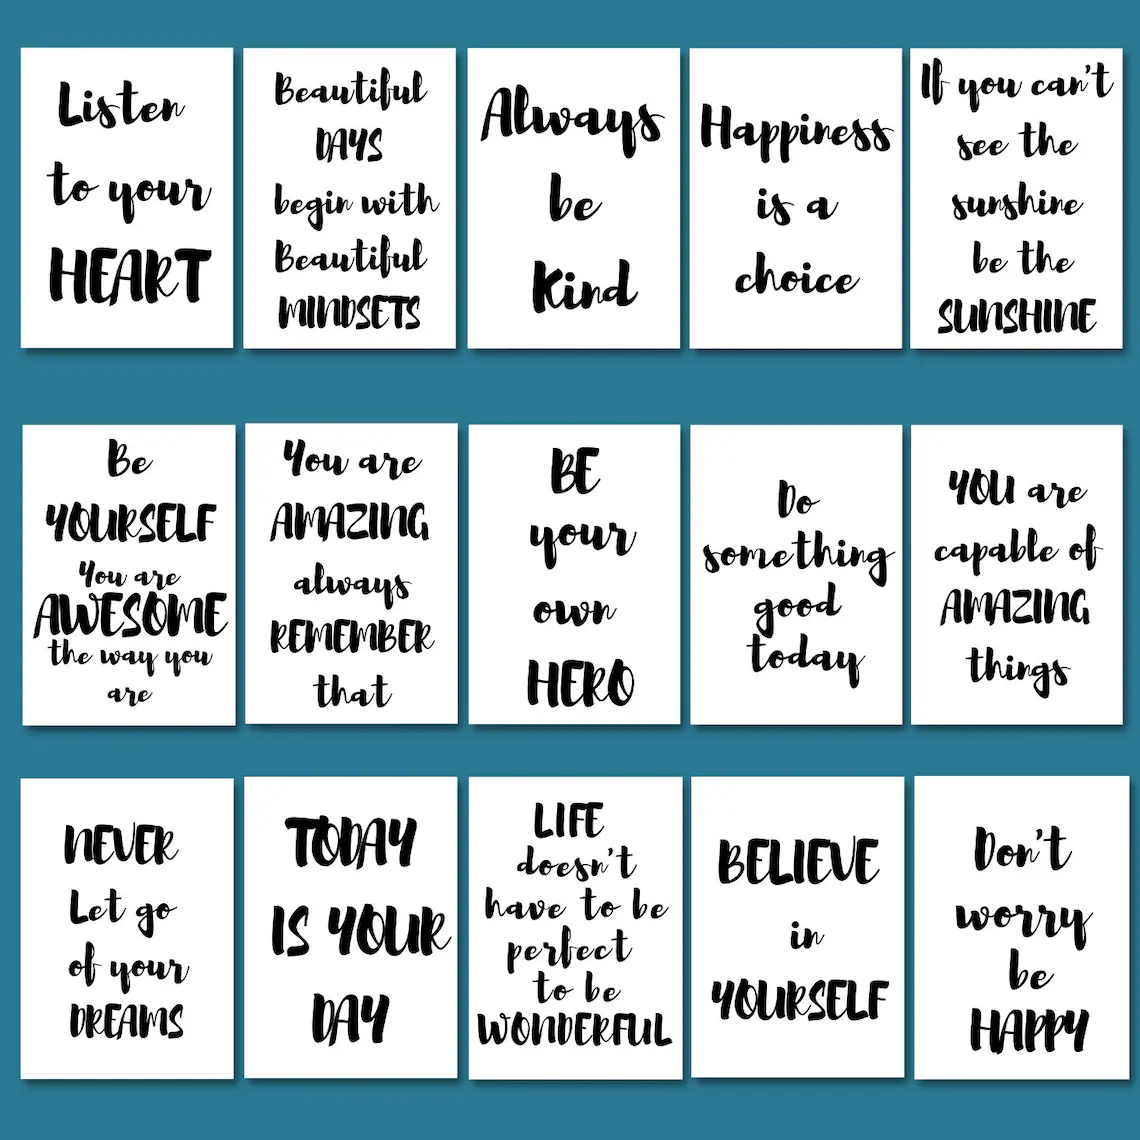 Listen
to your
HEART
Beautiful
DAYS
begin with
Beautiful
MINDSETS
Always
be
Kind
Happiness
is a
choice
If you can't
see the
sunshine
be the
SUNSHINE
Be
YOURSELF
You are
AWESOME
the way you
are
You are
AMAZING
always
REMEMBER
that
BE
your
own
HERO
Do
something
good
today
YOU are
capable of
AMAZING
things
NEVER
Let go
of your
DREAMS
TODAY
IS YOUR
DAY
LIFE
doesn't
have to be
perfect
to be
WONDERFUL
BELIEVE
in
YOURSELF
Don't
worry
be
HAPPY